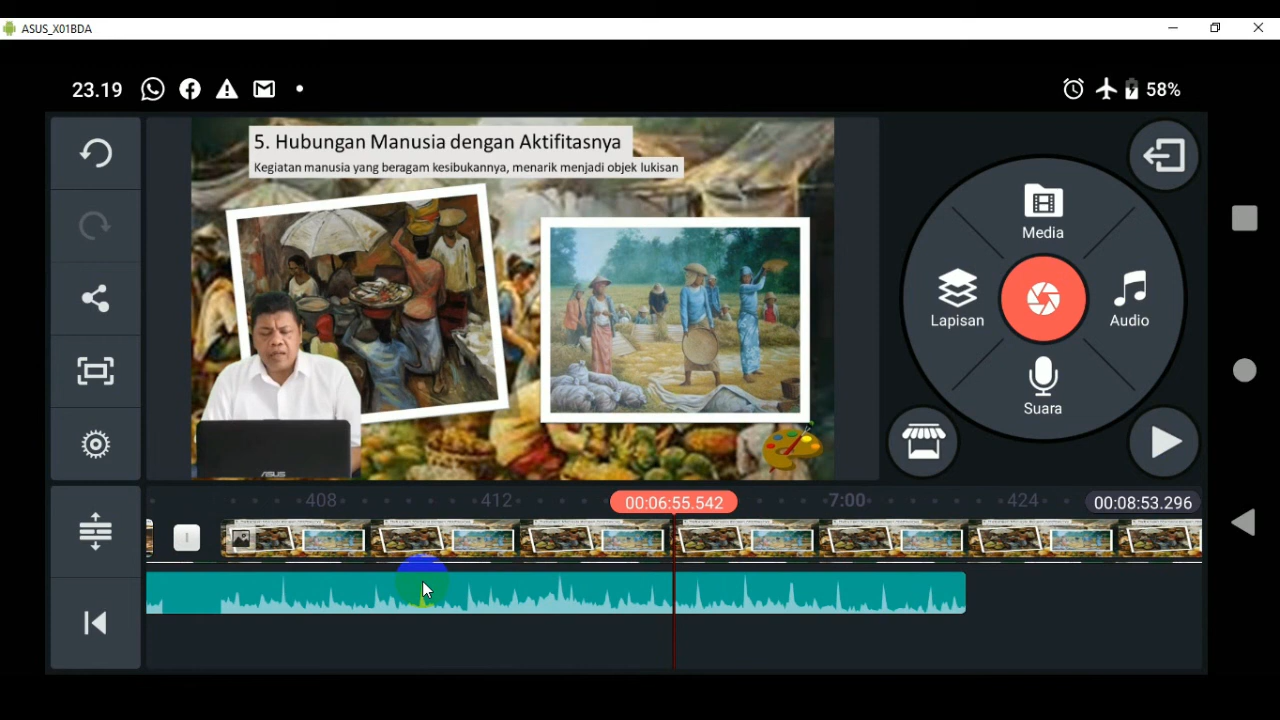 ASUS_X01BDA
23.19
58%
5. Hubungan Manusia dengan Aktifitasnya
Kegiatan manusia yang beragam kesibukannya, menarik menjadi objek lukisan
ASUS
Media
Lapisan
Audio
Suara
408
412
00:06:55.542
7:00
424
00:08:53.296